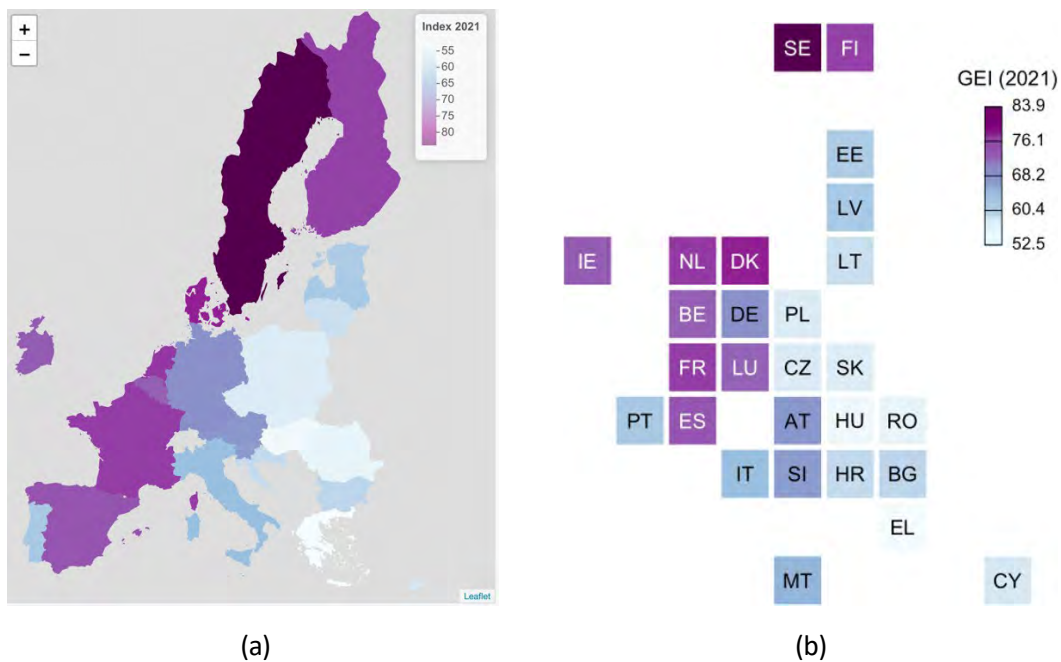 +
−
Index 2021
-55
-60
-65
-70
-75
-80
Leaflet
(a)
SE FI
GEI (2021)
83.9
76.1
68.2
60.4
52.5
EE
LV
IE NL DK LT
BE DE PL
FR LU CZ SK
PT ES AT HU RO
IT SI HR BG
EL
MT CY
(b)